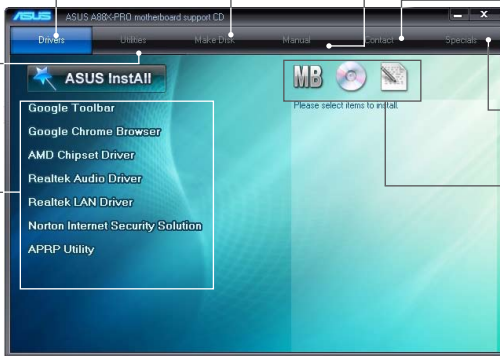 ASUS ASUS A88X-PRO motherboard support CD
Drivers Utilities Make Disk Manual Contact Specials
ASUS InstAll
MB
Please select items to install.
Google Toolbar
Google Chrome Browser
AMD Chipset Driver
Realtek Audio Driver
Realtek LAN Driver
Norton Internet Security Solution
APRP Utility